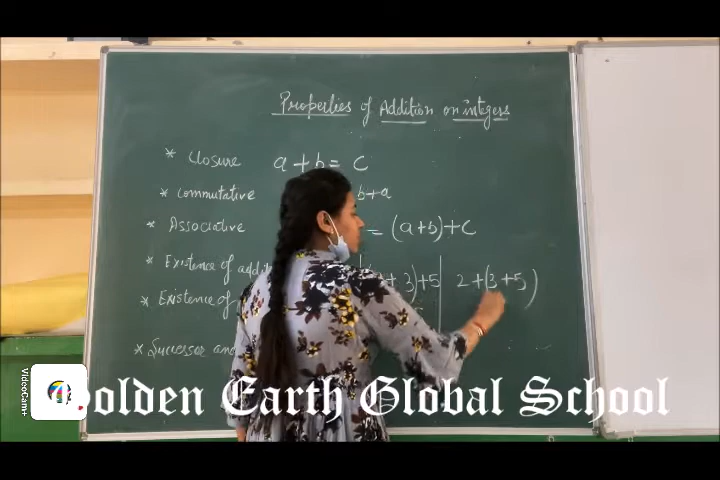 Properties of Addition on integers
* Closure a + b = c
* Commutative b+a
* Associative = (a+b)+c
* Existence of 3)+5 2+(3+5)
* Existence of
* Successor and
VideoCam+
Golden Earth Global School